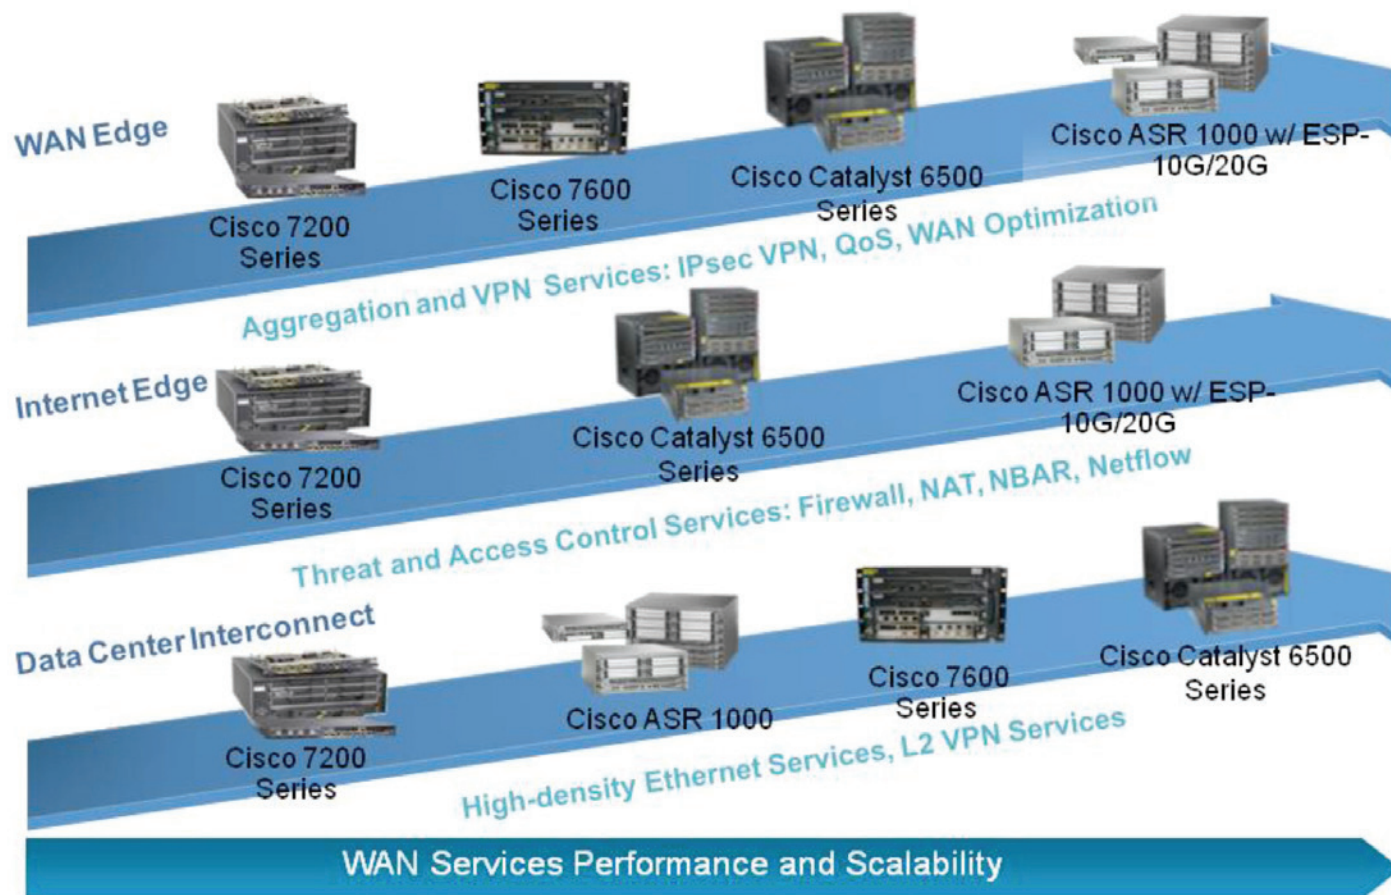 WAN Edge
Cisco 7200
Series
Cisco 7600
Series
Cisco Catalyst 6500
Series
Cisco ASR 1000 w/ ESP-
10G/20G
Aggregation and VPN Services: IPsec VPN, QoS, WAN Optimization
Internet Edge
Cisco 7200
Series
Cisco Catalyst 6500
Series
Cisco ASR 1000 w/ ESP-
10G/20G
Threat and Access Control Services: Firewall, NAT, NBAR, Netflow
Data Center Interconnect
Cisco 7200
Series
Cisco ASR 1000
Cisco 7600
Series
Cisco Catalyst 6500
Series
High-density Ethernet Services, L2 VPN Services
WAN Services Performance and Scalability